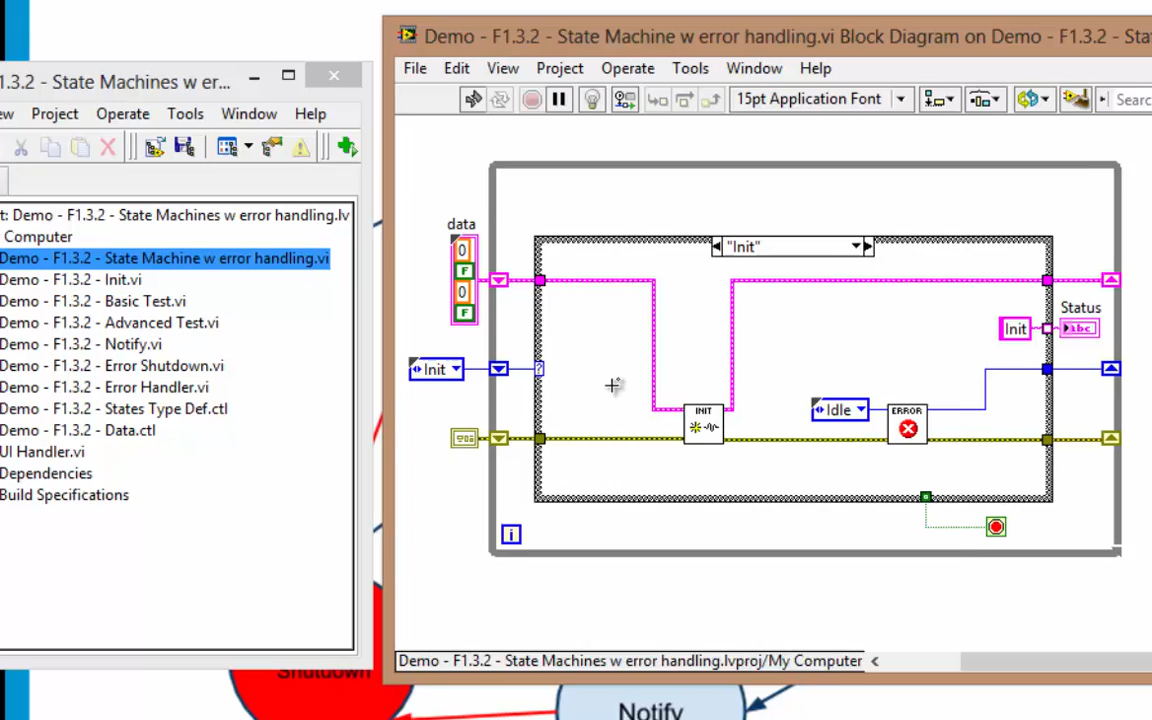 1.3.2 - State Machines w er...
ew Project Operate Tools Window Help
t: Demo - F1.3.2 - State Machines w error handling.lv
Computer
Demo - F1.3.2 - State Machine w error handling.vi
Demo - F1.3.2 - Init.vi
Demo - F1.3.2 - Basic Test.vi
Demo - F1.3.2 - Advanced Test.vi
Demo - F1.3.2 - Notify.vi
Demo - F1.3.2 - Error Shutdown.vi
Demo - F1.3.2 - Error Handler.vi
Demo - F1.3.2 - States Type Def.ctl
Demo - F1.3.2 - Data.ctl
UI Handler.vi
Dependencies
Build Specifications
Demo - F1.3.2 - State Machine w error handling.vi Block Diagram on Demo - F1.3.2 - Sta
File Edit View Project Operate Tools Window Help
15pt Application Font
Searc
data
0
F
0
F
"Init"
Status
Init
abc
Init
?
INIT
Idle
ERROR
i
Demo - F1.3.2 - State Machines w error handling.lvproj/My Computer
Shutdown
Notify